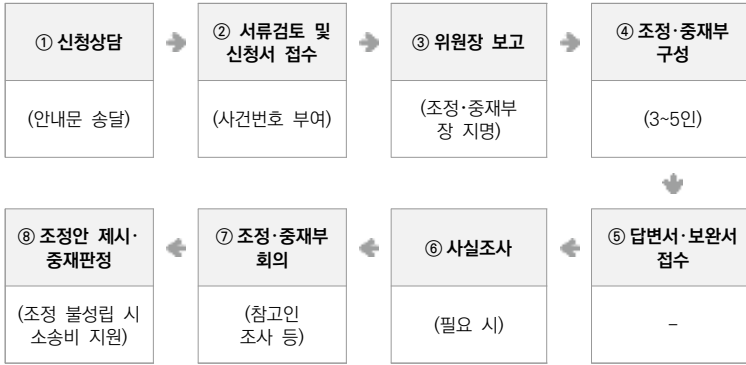 ① 신청상담
(안내문 송달)
② 서류검토 및
신청서 접수
(사건번호 부여)
③ 위원장 보고
(조정·중재부
장 지명)
④ 조정·중재부
구성
(3~5인)
⑤ 답변서·보완서
접수
-
⑥ 사실조사
(필요 시)
⑦ 조정·중재부
회의
(참고인
조사 등)
⑧ 조정안 제시·
중재판정
(조정 불성립 시
소송비 지원)